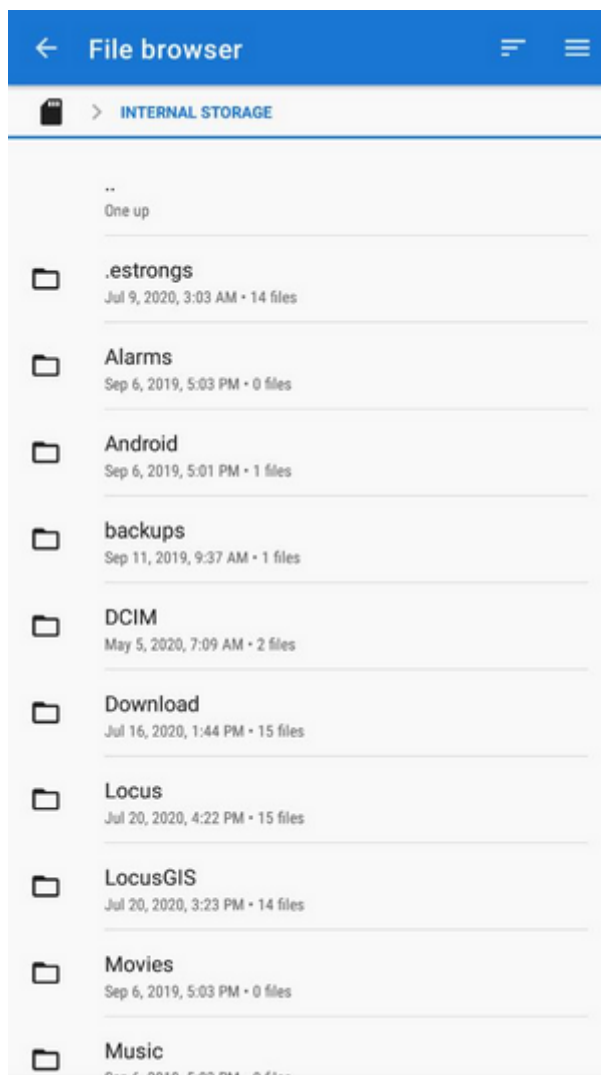 File browser
INTERNAL STORAGE
..
One up
.estrongs
Jul 9, 2020, 3:03 AM • 14 files
Alarms
Sep 6, 2019, 5:03 PM • 0 files
Android
Sep 6, 2019, 5:01 PM • 1 files
backups
Sep 11, 2019, 9:37 AM • 1 files
DCIM
May 5, 2020, 7:09 AM • 2 files
Download
Jul 16, 2020, 1:44 PM • 15 files
Locus
Jul 20, 2020, 4:22 PM • 15 files
LocusGIS
Jul 20, 2020, 3:23 PM • 14 files
Movies
Sep 6, 2019, 5:03 PM • 0 files
Music